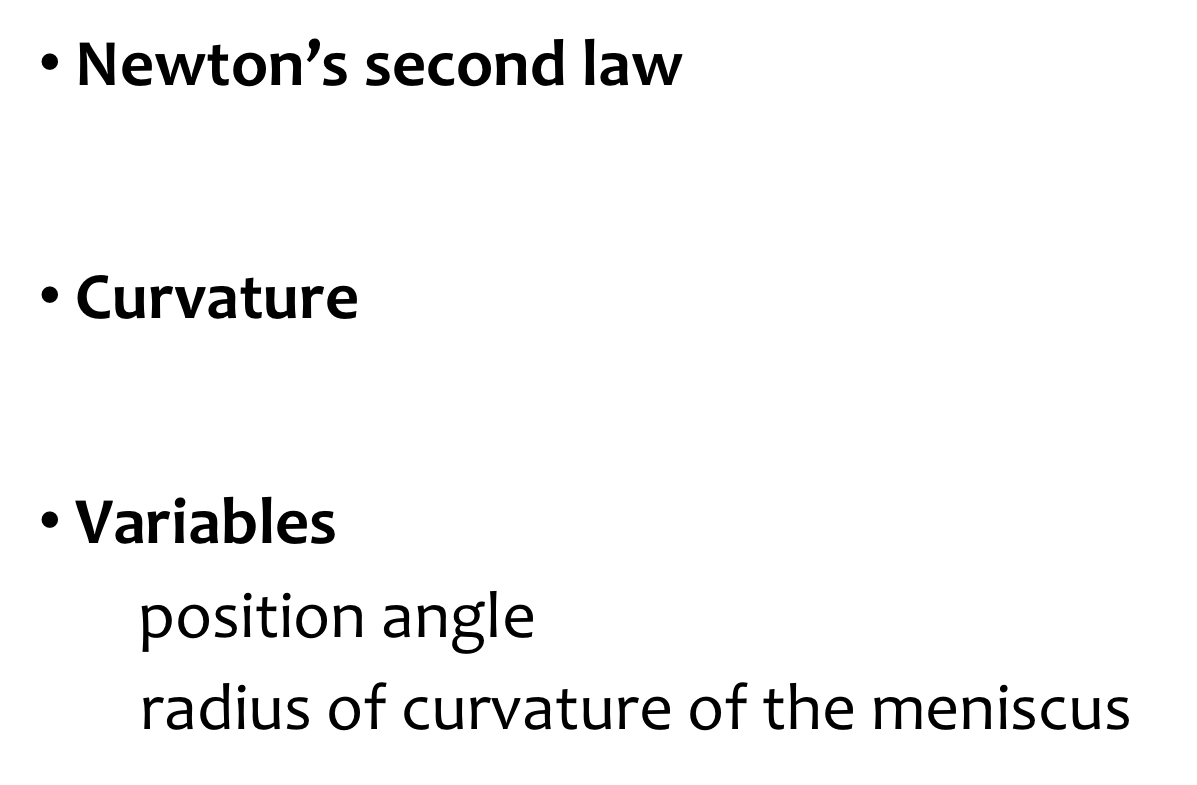 • Newton’s second law
• Curvature
• Variables
position angle
radius of curvature of the meniscus